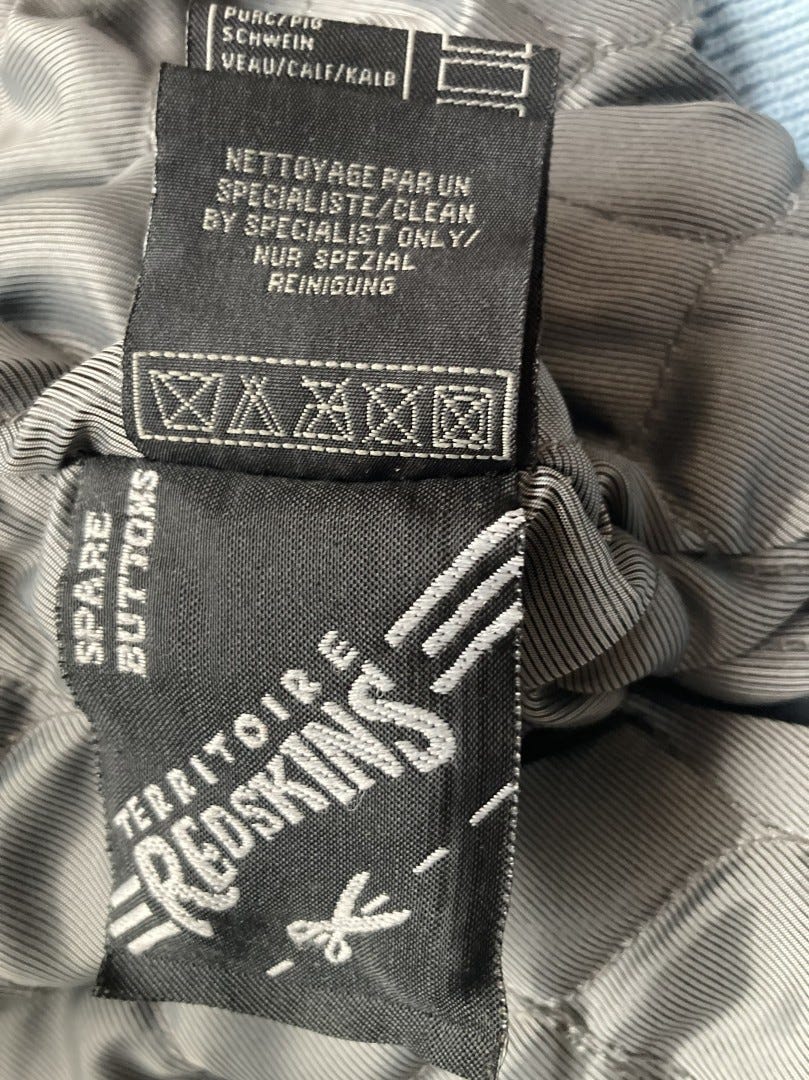 PORC/PIG
SCHWEIN
VEAU/CALF/KALB
NETTOYAGE PAR UN
SPECIALISTE/CLEAN
BY SPECIALIST ONLY/
NUR SPEZIAL
REINIGUNG
SPARE
BUTTONS
TERRITOIRE
REDSKINS